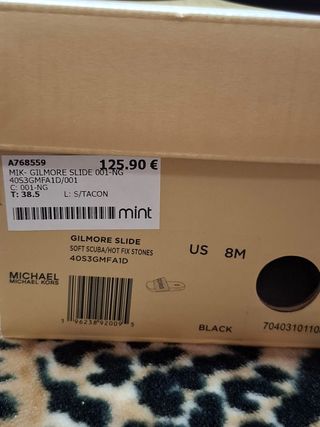 A768559 125.90 €
MIK- GILMORE SLIDE 001-NG
40S3GMFA1D/001
C: 001-NG
T: 38.5 L: S/TACON
mint
GILMORE SLIDE
SOFT SCUBA/HOT FIX STONES
40S3GMFA1D
US 8M
MICHAEL
MICHAEL KORS
BLACK